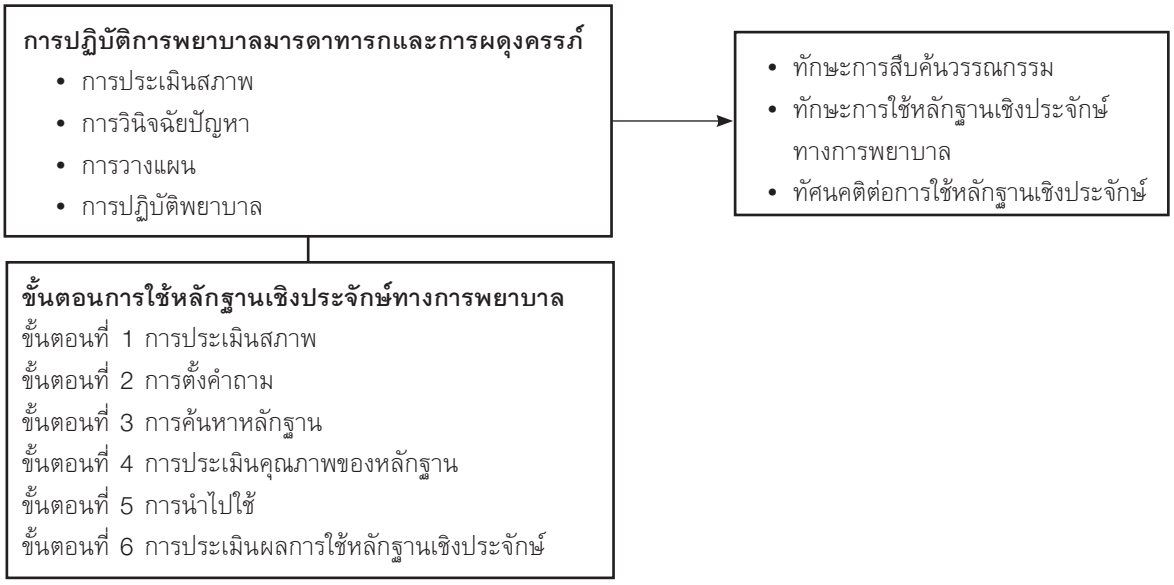 การปฏิบัติการพยาบาลมารดาทารกและการผดุงครรภ์
• การประเมินสภาพ
• การวินิจฉัยปัญหา
• การวางแผน
• การปฏิบัติพยาบาล
• ทักษะการสืบค้นวรรณกรรม
• ทักษะการใช้หลักฐานเชิงประจักษ์
ทางการพยาบาล
• ทัศนคติต่อการใช้หลักฐานเชิงประจักษ์
ขั้นตอนการใช้หลักฐานเชิงประจักษ์ทางการพยาบาล
ขั้นตอนที่ 1 การประเมินสภาพ
ขั้นตอนที่ 2 การตั้งคำถาม
ขั้นตอนที่ 3 การค้นหาหลักฐาน
ขั้นตอนที่ 4 การประเมินคุณภาพของหลักฐาน
ขั้นตอนที่ 5 การนำไปใช้
ขั้นตอนที่ 6 การประเมินผลการใช้หลักฐานเชิงประจักษ์